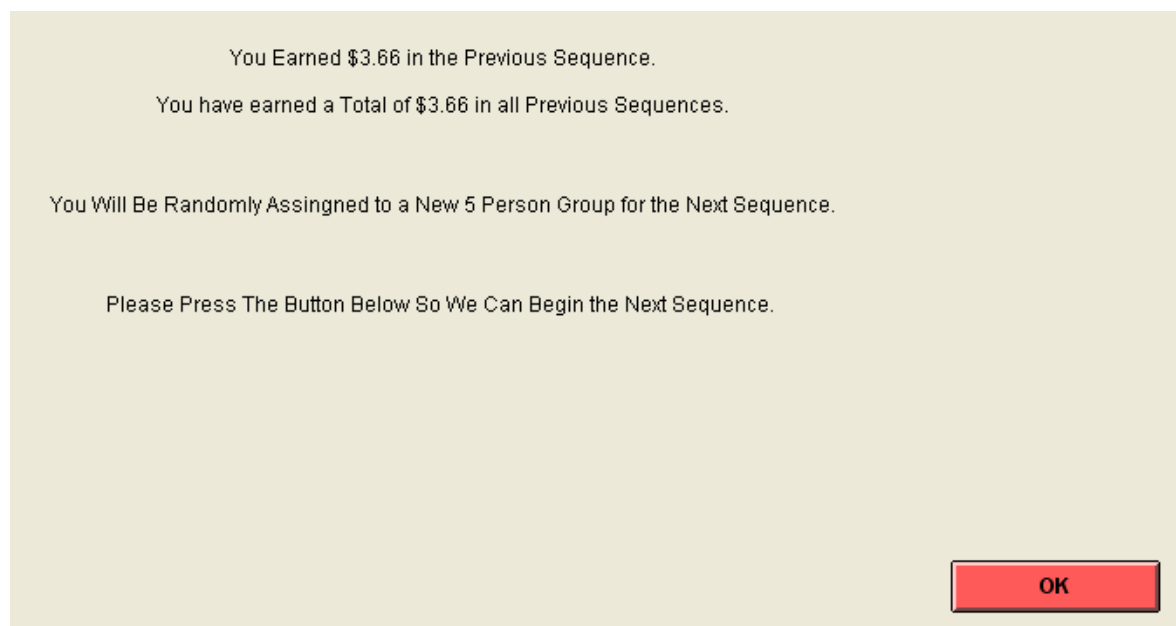 You Earned $3.66 in the Previous Sequence.
You have earned a Total of $3.66 in all Previous Sequences.
You Will Be Randomly Assingned to a New 5 Person Group for the Next Sequence.
Please Press The Button Below So We Can Begin the Next Sequence.
OK